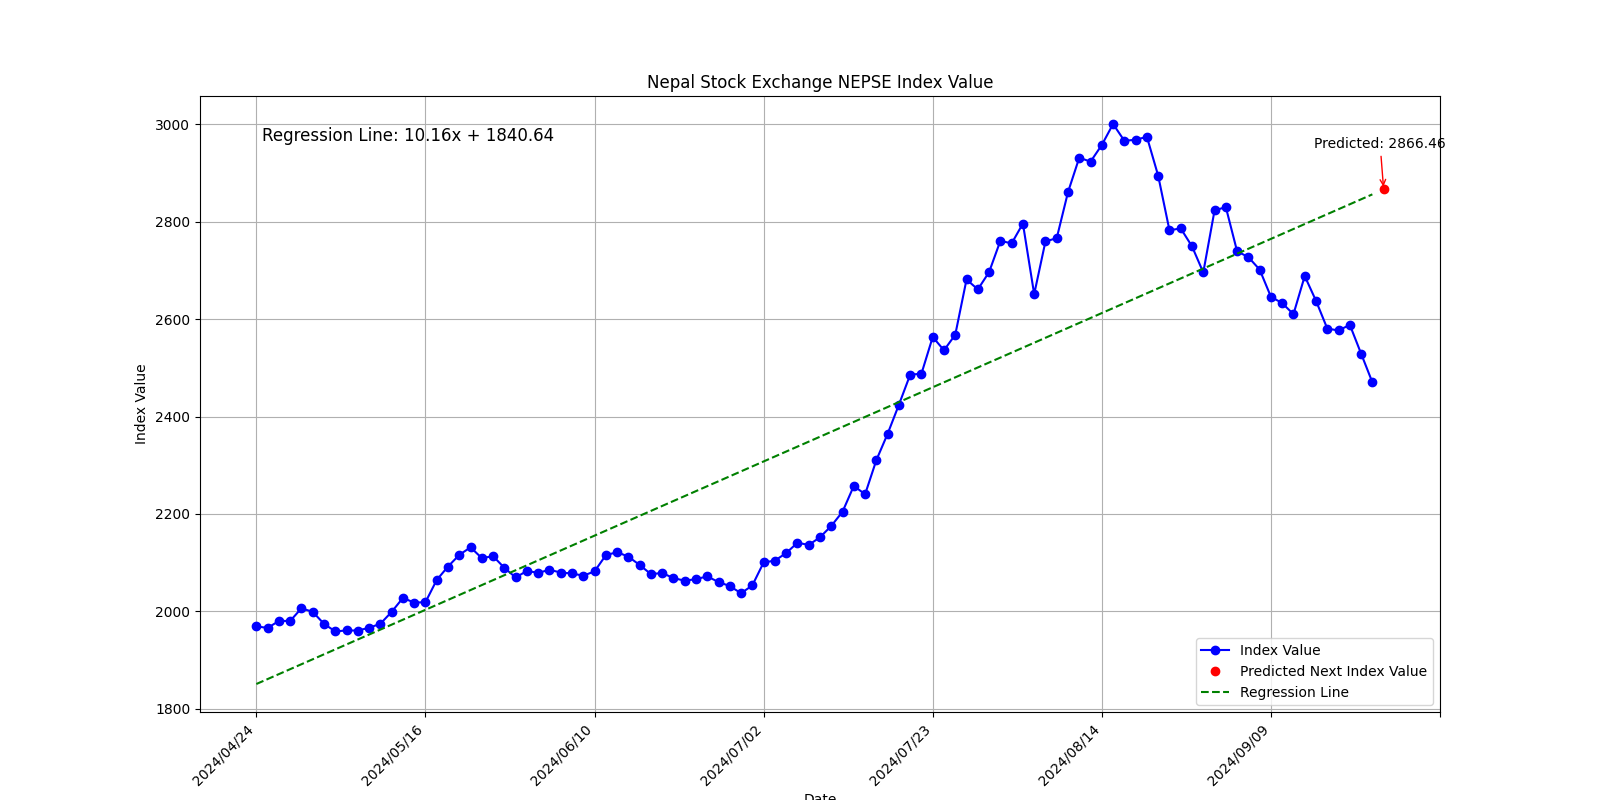 Nepal Stock Exchange NEPSE Index Value
Regression Line: 10.16x + 1840.64
Predicted: 2866.46
3000
2800
2600
2400
2200
2000
1800
Index Value
Index Value
Predicted Next Index Value
Regression Line
2024/04/24
2024/05/16
2024/06/10
2024/07/02
2024/07/23
2024/08/14
2024/09/09
Date